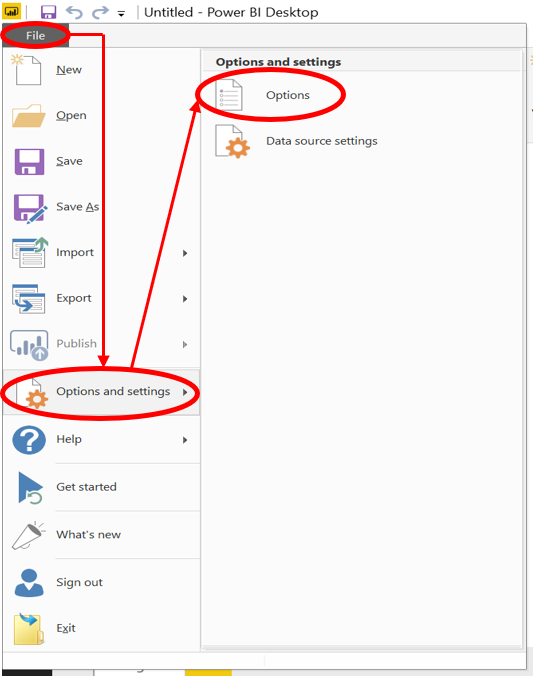 Untitled - Power BI Desktop
File
New
Open
Save
Save As
Import
Export
Publish
Options and settings
Help
Get started
What's new
Sign out
Exit
Options and settings
Options
Data source settings